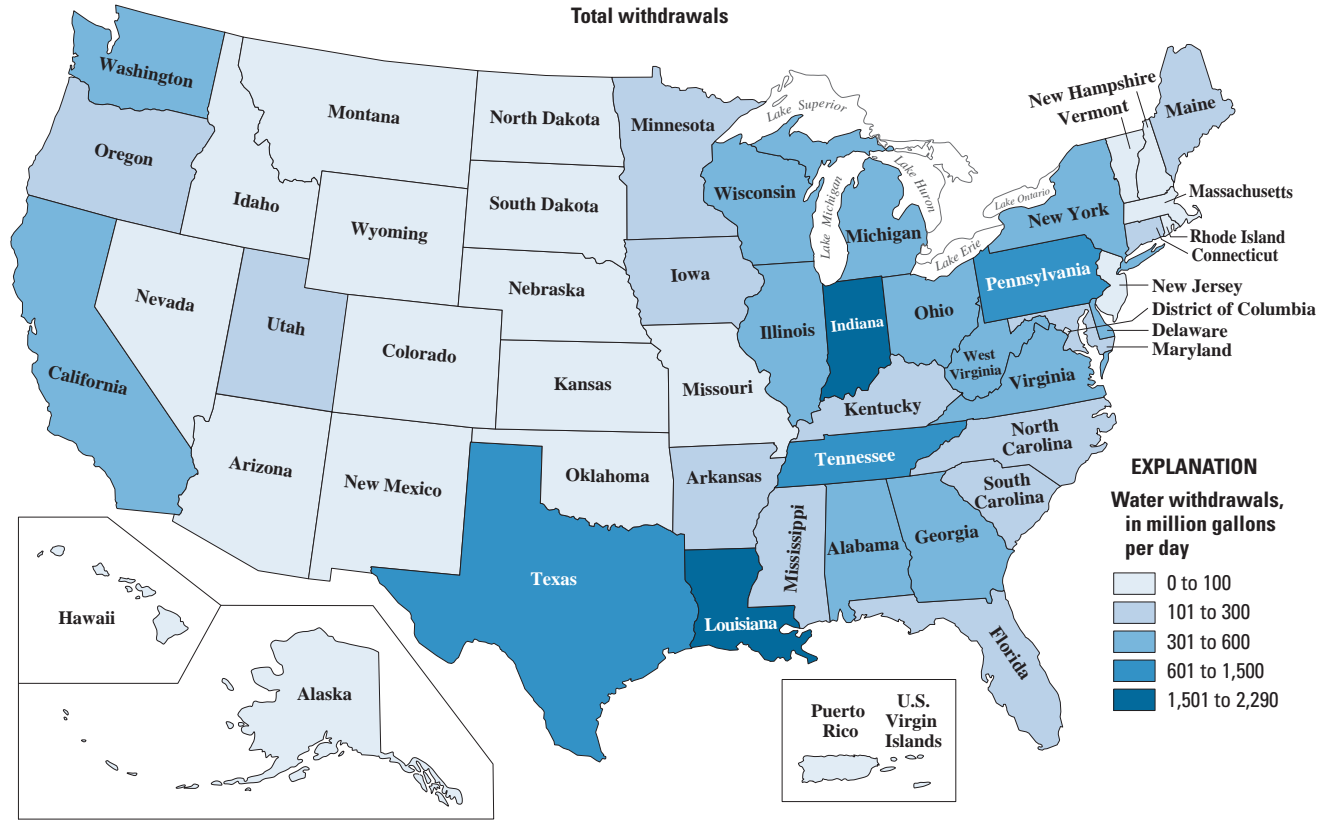 Total withdrawals
Washington
Oregon
California
Nevada
Idaho
Montana
Wyoming
Utah
Arizona
Colorado
New Mexico
North Dakota
South Dakota
Nebraska
Kansas
Oklahoma
Texas
Minnesota
Iowa
Missouri
Arkansas
Louisiana
Wisconsin
Illinois
Michigan
Indiana
Ohio
Kentucky
Tennessee
Mississippi
Alabama
Georgia
Florida
South
Carolina
North
Carolina
Virginia
West
Virginia
Pennsylvania
New York
New Hampshire
Vermont
Maine
Massachusetts
Rhode Island
Connecticut
New Jersey
District of Columbia
Delaware
Maryland
Lake Superior
Lake Michigan
Lake Huron
Lake Erie
Lake Ontario
Hawaii
Alaska
Puerto
Rico
U.S.
Virgin
Islands
EXPLANATION
Water withdrawals,
in million gallons
per day
0 to 100
101 to 300
301 to 600
601 to 1,500
1,501 to 2,290